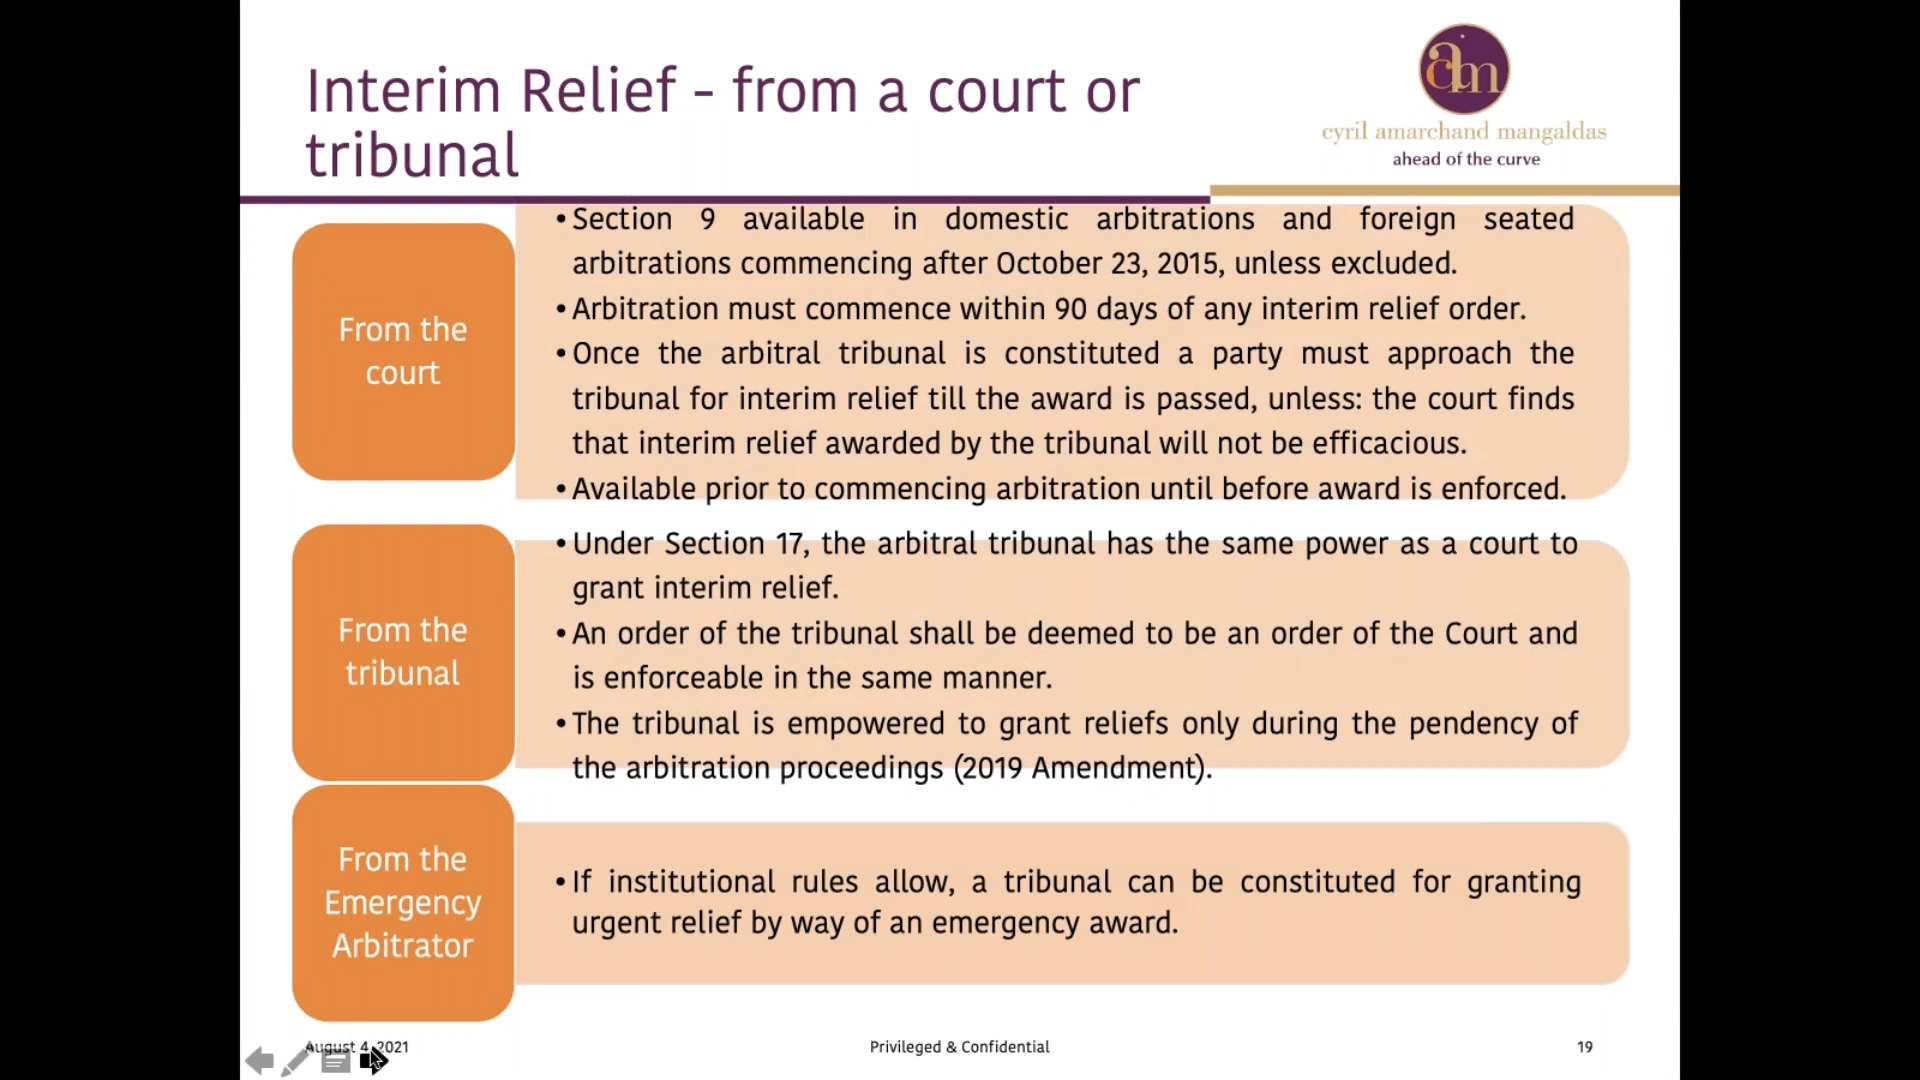 Interim Relief - from a court or
tribunal
cam
cyril amarchand mangaldas
ahead of the curve
From the
court
• Section 9 available in domestic arbitrations and foreign seated
arbitrations commencing after October 23, 2015, unless excluded.
• Arbitration must commence within 90 days of any interim relief order.
• Once the arbitral tribunal is constituted a party must approach the
tribunal for interim relief till the award is passed, unless: the court finds
that interim relief awarded by the tribunal will not be efficacious.
• Available prior to commencing arbitration until before award is enforced.
From the
tribunal
• Under Section 17, the arbitral tribunal has the same power as a court to
grant interim relief.
• An order of the tribunal shall be deemed to be an order of the Court and
is enforceable in the same manner.
• The tribunal is empowered to grant reliefs only during the pendency of
the arbitration proceedings (2019 Amendment).
From the
Emergency
Arbitrator
• If institutional rules allow, a tribunal can be constituted for granting
urgent relief by way of an emergency award.
August 4, 2021
Privileged & Confidential
19